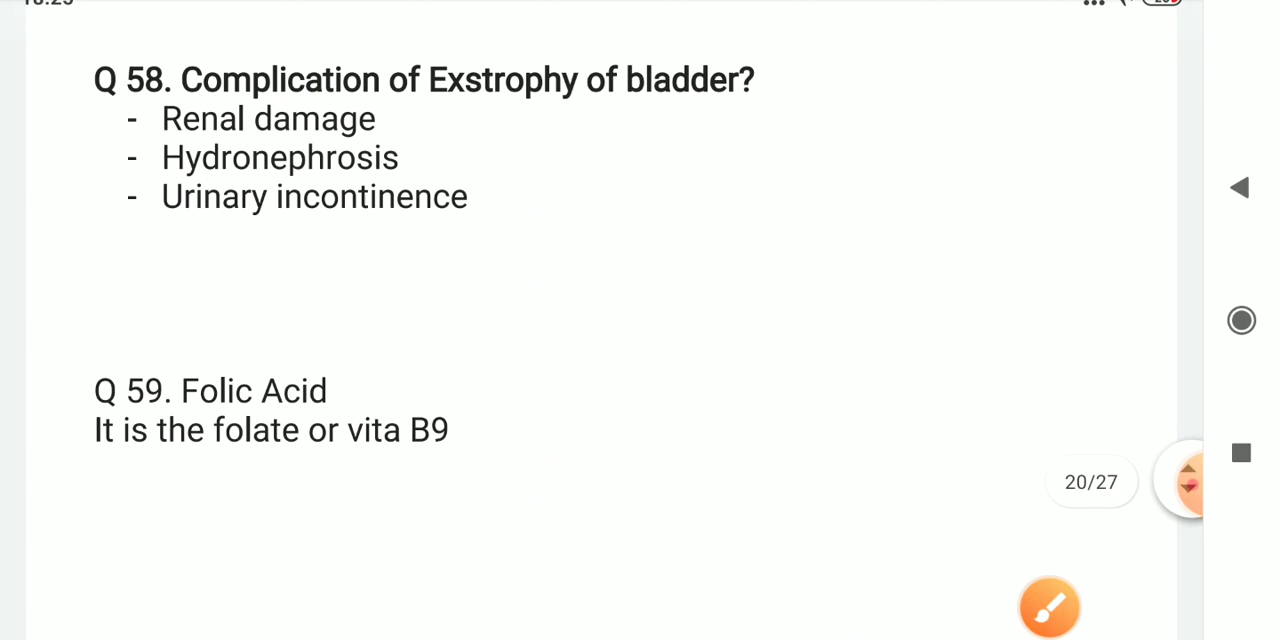 Q 58. Complication of Exstrophy of bladder?
- Renal damage
- Hydronephrosis
- Urinary incontinence
Q 59. Folic Acid
It is the folate or vita B9
20/27